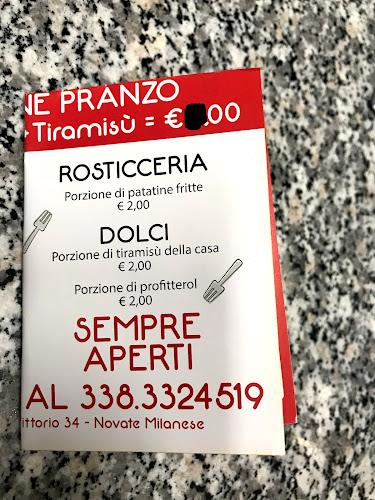 NE PRANZO
Tiramisù = € .00
ROSTICCERIA
Porzione di patatine fritte
€ 2,00
DOLCI
Porzione di tiramisù della casa
€ 2,00
Porzione di profitterol
€ 2,00
SEMPRE
APERTI
AL 338.3324519
ittorio 34 - Novate Milanese